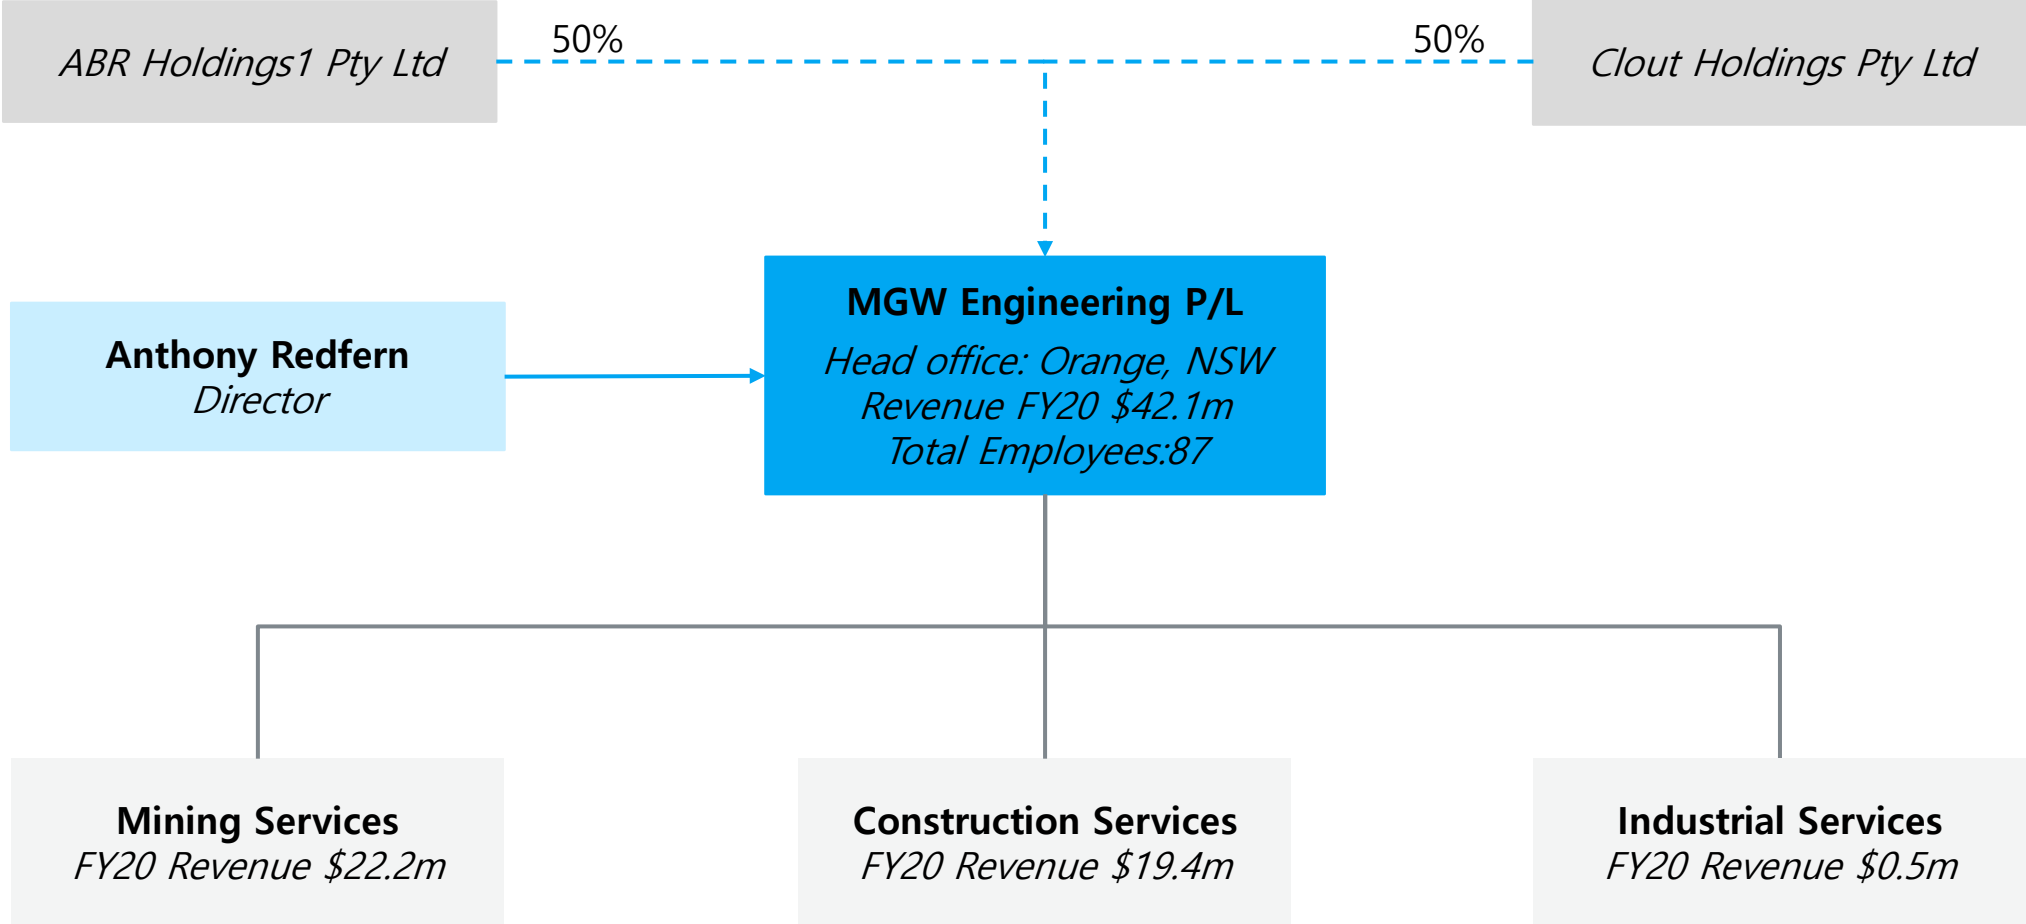 ABR Holdings1 Pty Ltd
50%
50%
Clout Holdings Pty Ltd
MGW Engineering P/L
Head office: Orange, NSW
Revenue FY20 $42.1m
Total Employees:87
Anthony Redfern
Director
Mining Services
FY20 Revenue $22.2m
Construction Services
FY20 Revenue $19.4m
Industrial Services
FY20 Revenue $0.5m